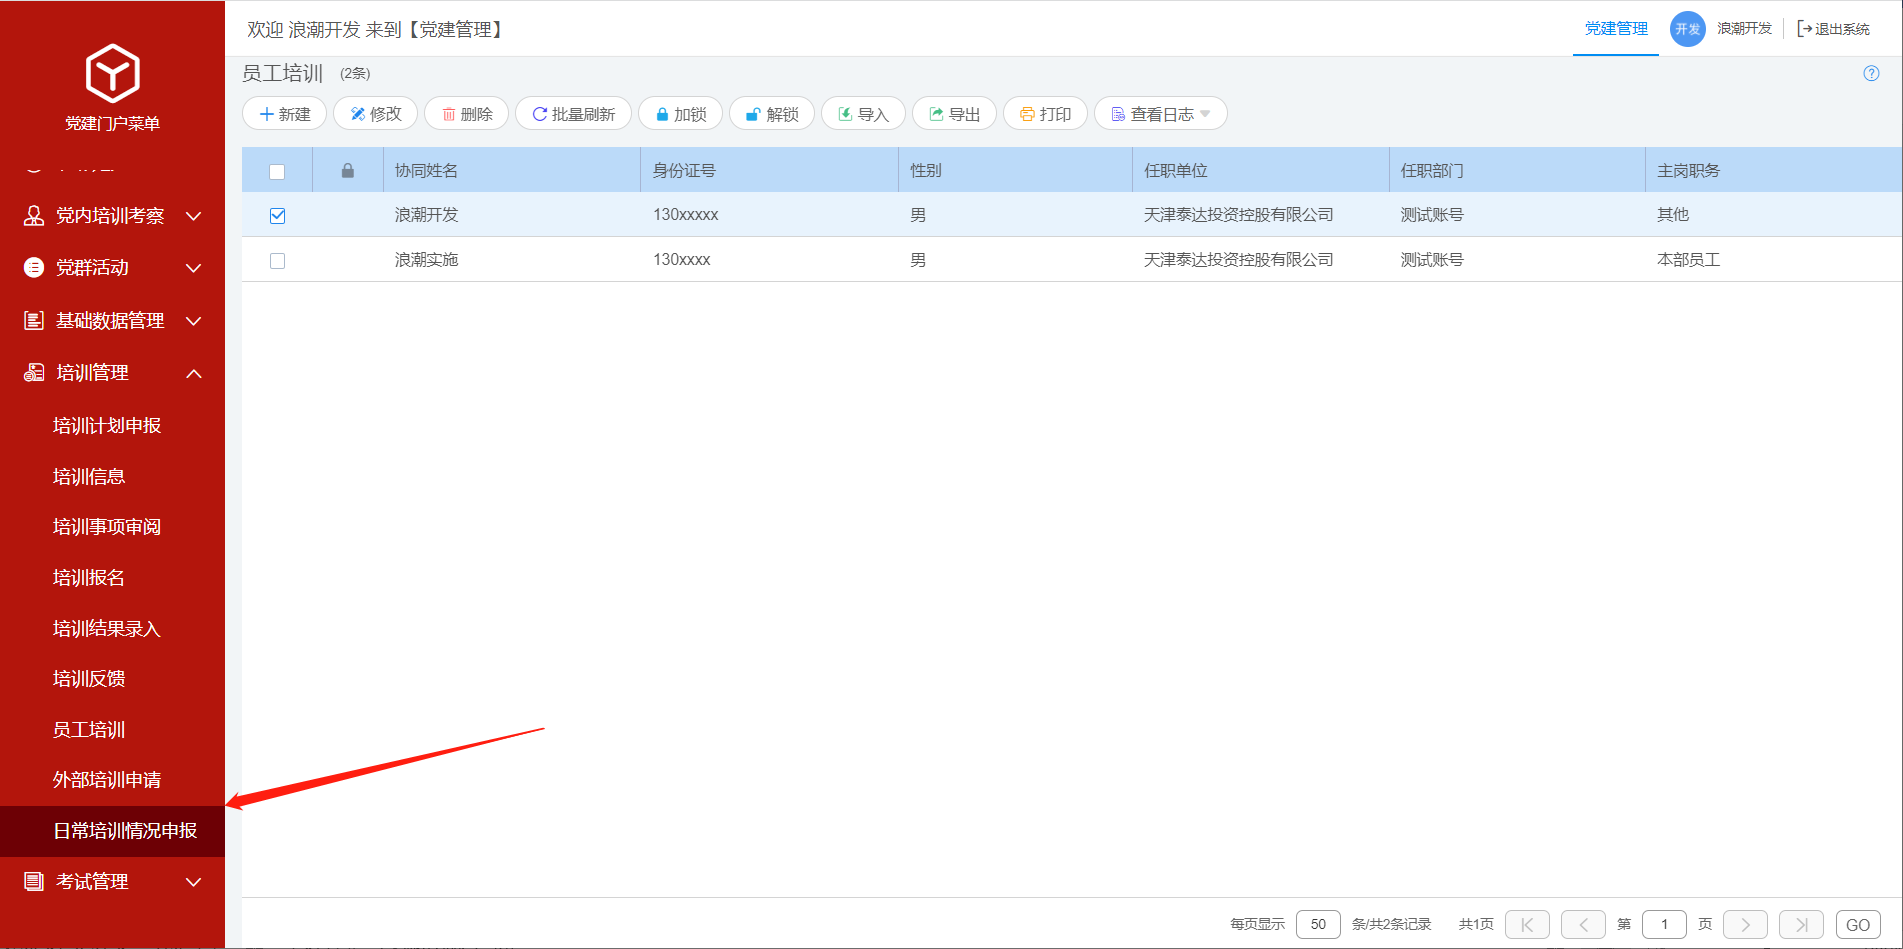 欢迎 浪潮开发 来到【党建管理】
党建管理
开发
浪潮开发
退出系统
党建门户菜单
党内培训考察
党群活动
基础数据管理
培训管理
培训计划申报
培训信息
培训事项审阅
培训报名
培训结果录入
培训反馈
员工培训
外部培训申请
日常培训情况申报
考试管理
员工培训 (2条)
新建 修改 删除 批量刷新 加锁 解锁 导入 导出 打印 查看日志
协同姓名 身份证号 性别 任职单位 任职部门 主岗职务
浪潮开发 130xxxxx 男 天津泰达投资控股有限公司 测试账号 其他
浪潮实施 130xxxx 男 天津泰达投资控股有限公司 测试账号 本部员工
每页显示 50 条/共2条记录 共1页 第 1 页 GO